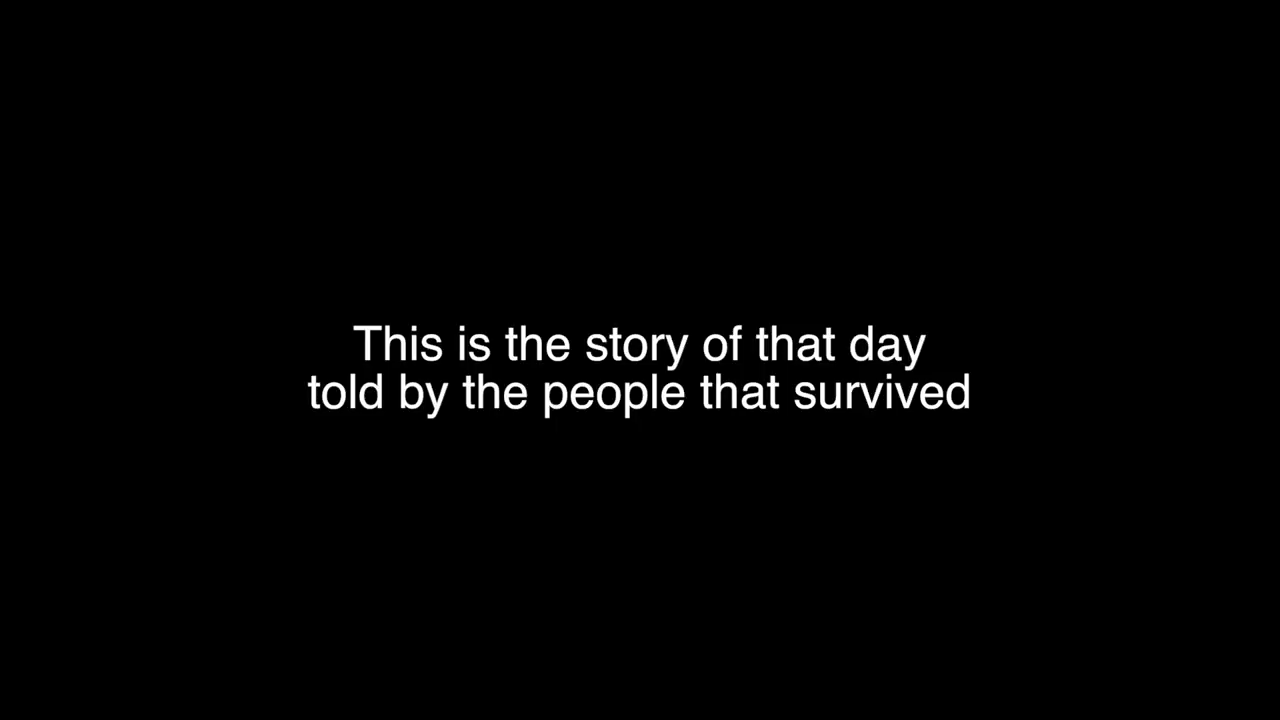 This is the story of that day
told by the people that survived